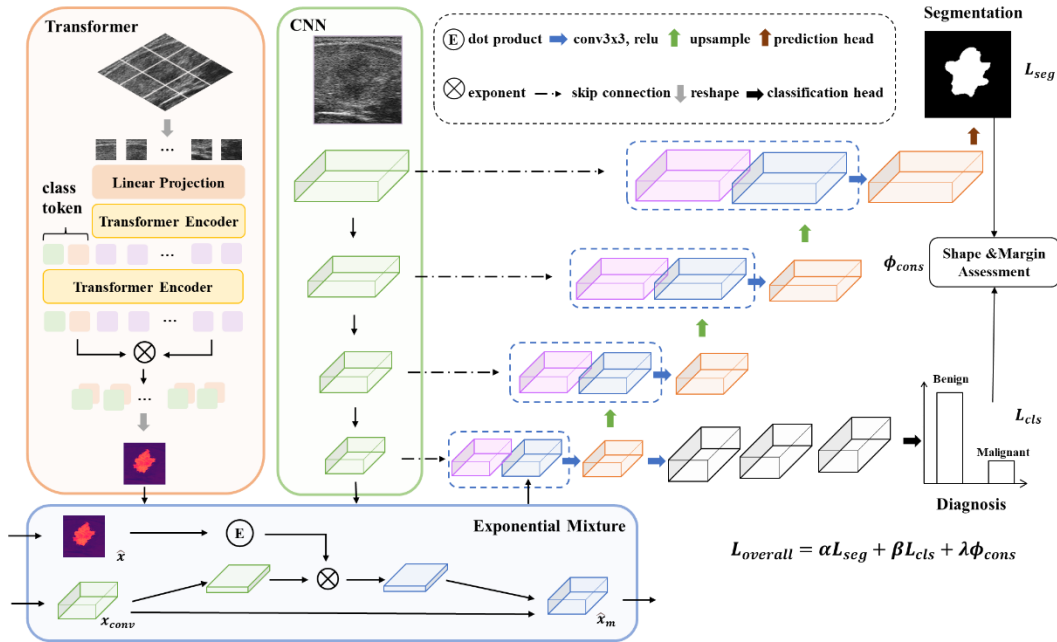 Transformer
CNN
Segmentation
E dot product
conv3x3, relu
upsample
prediction head
exponent
skip connection
reshape
classification head
L_seg
...
Linear Projection
class
token
Transformer Encoder
...
Transformer Encoder
...
...
ϕ_cons
Shape &Margin
Assessment
Benign
L_cls
Malignant
Diagnosis
Exponential Mixture
x̂
E
x_conv
x̂_m
L_overall = αL_seg + βL_cls + λϕ_cons